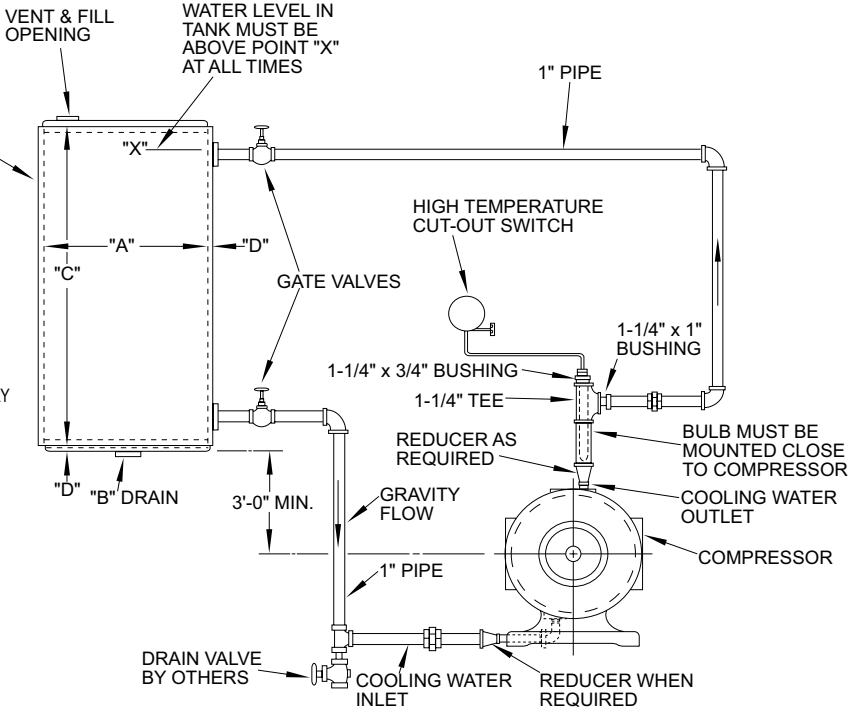 VENT & FILL
OPENING
WATER LEVEL IN
TANK MUST BE
ABOVE POINT "X"
AT ALL TIMES
1" PIPE
"X"
HIGH TEMPERATURE
CUT-OUT SWITCH
"A"
"D"
"C"
GATE VALVES
1-1/4" x 1"
BUSHING
1-1/4" x 3/4" BUSHING
1-1/4" TEE
REDUCER AS
REQUIRED
BULB MUST BE
MOUNTED CLOSE
TO COMPRESSOR
"D"
"B" DRAIN
3'-0" MIN.
GRAVITY
FLOW
COOLING WATER
OUTLET
COMPRESSOR
1" PIPE
DRAIN VALVE
BY OTHERS
COOLING WATER
INLET
REDUCER WHEN
REQUIRED